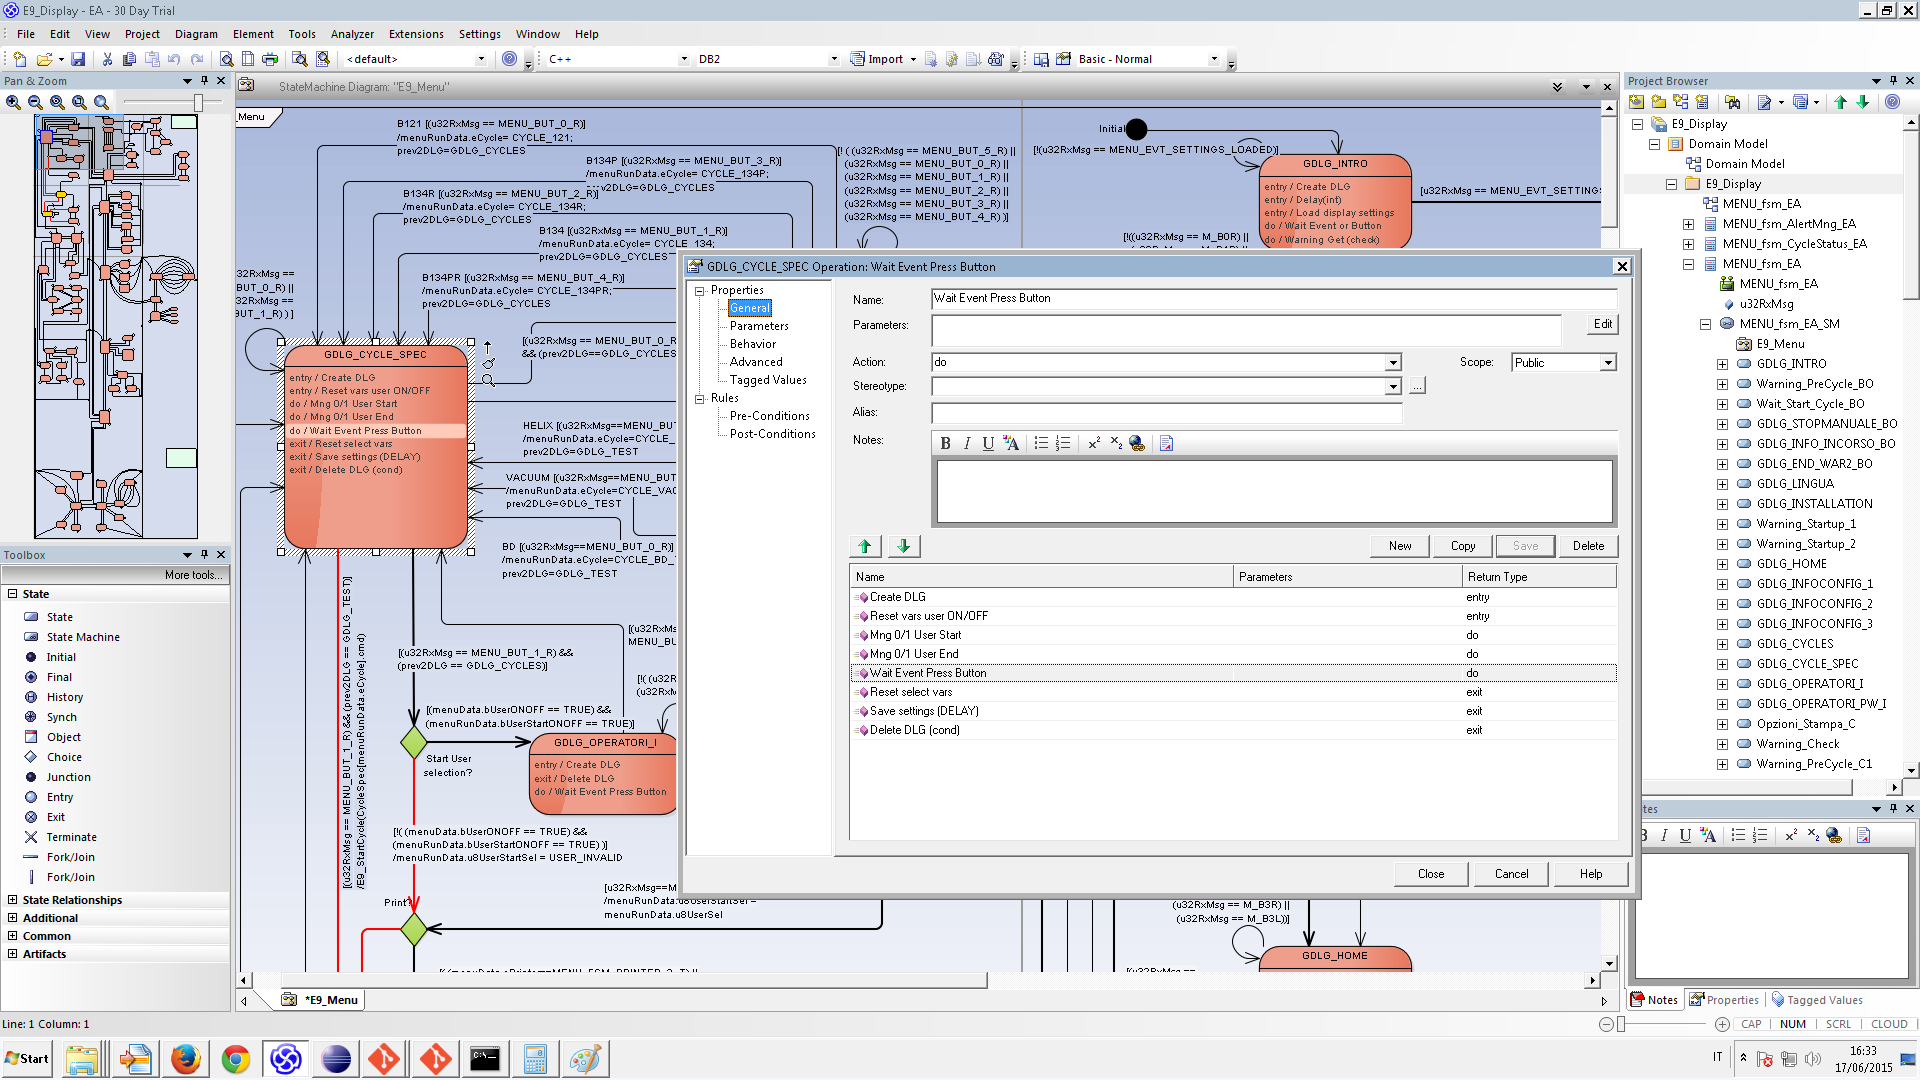 E9_Display - EA - 30 Day Trial
File Edit View Project Diagram Element Tools Analyzer Extensions Settings Window Help
<default> C++ DB2 Import Basic - Normal
Pan & Zoom
Toolbox
More tools...
State
State
State Machine
Initial
Final
History
Synch
Object
Choice
Junction
Entry
Exit
Terminate
Fork/Join
Fork/Join
State Relationships
Additional
Common
Artifacts
StateMachine Diagram: "E9_Menu"
Menu
B121 [(u32RxMsg == MENU_BUT_0_R)]
/menuRunData.eCycle= CYCLE_121;
prev2DLG=GDLG_CYCLES
B134P [(u32RxMsg == MENU_BUT_3_R)]
/menuRunData.eCycle= CYCLE_134P;
prev2DLG=GDLG_CYCLES
B134R [(u32RxMsg == MENU_BUT_2_R)]
/menuRunData.eCycle= CYCLE_134R;
prev2DLG=GDLG_CYCLES
B134 [(u32RxMsg == MENU_BUT_1_R)]
/menuRunData.eCycle= CYCLE_134;
B134PR [(u32RxMsg == MENU_BUT_4_R)]
/menuRunData.eCycle= CYCLE_134PR;
prev2DLG=GDLG_CYCLES
[! ( (u32RxMsg == MENU_BUT_5_R) ||
(u32RxMsg == MENU_BUT_0_R) ||
(u32RxMsg == MENU_BUT_1_R) ||
(u32RxMsg == MENU_BUT_2_R) ||
(u32RxMsg == MENU_BUT_3_R) ||
(u32RxMsg == MENU_BUT_4_R) )]
Initial
[!(u32RxMsg == MENU_EVT_SETTINGS_LOADED)]
GDLG_INTRO
entry / Create DLG
entry / Delay(int)
entry / Load display settings
do / Wait Event or Button
do / Warning Get (check)
[u32RxMsg == MENU_EVT_SETTINGS
[!((u32RxMsg == M_B0R) ||
32RxMsg ==
BUT_0_R) ||
32RxMsg ==
BUT_1_R) )]
GDLG_CYCLE_SPEC
entry / Create DLG
entry / Reset vars user ON/OFF
do / Mng 0/1 User Start
do / Mng 0/1 User End
do / Wait Event Press Button
exit / Reset select vars
exit / Save settings (DELAY)
exit / Delete DLG (cond)
[(u32RxMsg == MENU_BUT_0_R
&& (prev2DLG==GDLG_CYCLES
HELIX [(u32RxMsg==MENU_BUT
/menuRunData.eCycle=CYCLE_
prev2DLG=GDLG_TEST
VACUUM [(u32RxMsg==MENU_BUT
/menuRunData.eCycle=CYCLE_VAC
prev2DLG=GDLG_TEST
BD [(u32RxMsg==MENU_BUT_0_R)]
/menuRunData.eCycle=CYCLE_BD_
prev2DLG=GDLG_TEST
[(u32RxMs
MENU_BU
[(u32RxMsg == MENU_BUT_1_R) &&
(prev2DLG == GDLG_CYCLES)]
[! ( (u32
(u32RxMs
[(menuData.bUserONOFF == TRUE) &&
(menuRunData.bUserStartONOFF == TRUE)]
Start User
selection?
GDLG_OPERATORI_I
entry / Create DLG
exit / Delete DLG
do / Wait Event Press Button
[(u32RxMsg == MENU_BUT_1_R) && (prev2DLG == GDLG_TEST)]
/E9_StartCycle(CycleSpec[menuRunData.eCycle].cmd)
[!( (menuData.bUserONOFF == TRUE) &&
(menuRunData.bUserStartONOFF == TRUE) )]
/menuRunData.u8UserStartSel = USER_INVALID
Print?
[u32RxMsg==M
/menuRunData.u8UserStartSel =
menuRunData.u8UserSel
(u32RxMsg == M_B3R) ||
(u32RxMsg == M_B3L))]
GDLG_HOME
*E9_Menu
GDLG_CYCLE_SPEC Operation: Wait Event Press Button
Properties
General
Parameters
Behavior
Advanced
Tagged Values
Rules
Pre-Conditions
Post-Conditions
Name: Wait Event Press Button
Parameters: Edit
Action: do Scope: Public
Stereotype: ...
Alias:
Notes:
New Copy Save Delete
Name Parameters Return Type
Create DLG entry
Reset vars user ON/OFF entry
Mng 0/1 User Start do
Mng 0/1 User End do
Wait Event Press Button do
Reset select vars exit
Save settings (DELAY) exit
Delete DLG (cond) exit
Close Cancel Help
Project Browser
E9_Display
Domain Model
Domain Model
E9_Display
MENU_fsm_EA
MENU_fsm_AlertMng_EA
MENU_fsm_CycleStatus_EA
MENU_fsm_EA
MENU_fsm_EA
u32RxMsg
MENU_fsm_EA_SM
E9_Menu
GDLG_INTRO
Warning_PreCycle_BO
Wait_Start_Cycle_BO
GDLG_STOPMANUALE_BO
GDLG_INFO_INCORSO_BO
GDLG_END_WAR2_BO
GDLG_LINGUA
GDLG_INSTALLATION
Warning_Startup_1
Warning_Startup_2
GDLG_HOME
GDLG_INFOCONFIG_1
GDLG_INFOCONFIG_2
GDLG_INFOCONFIG_3
GDLG_CYCLES
GDLG_CYCLE_SPEC
GDLG_OPERATORI_I
GDLG_OPERATORI_PW_I
Opzioni_Stampa_C
Warning_Check
Warning_PreCycle_C1
tes
Notes Properties Tagged Values
Line: 1 Column: 1
CAP NUM SCRL CLOUD
Start
IT
16:33
17/06/2015